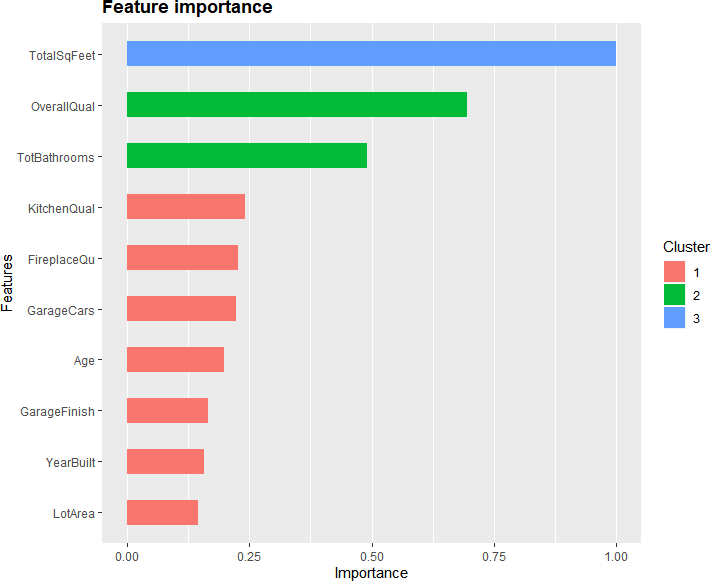 Feature importance
TotalSqFeet
OverallQual
TotBathrooms
KitchenQual
FireplaceQu
GarageCars
Age
GarageFinish
YearBuilt
LotArea
Features
0.00 0.25 0.50 0.75 1.00
Importance
Cluster
1
2
3